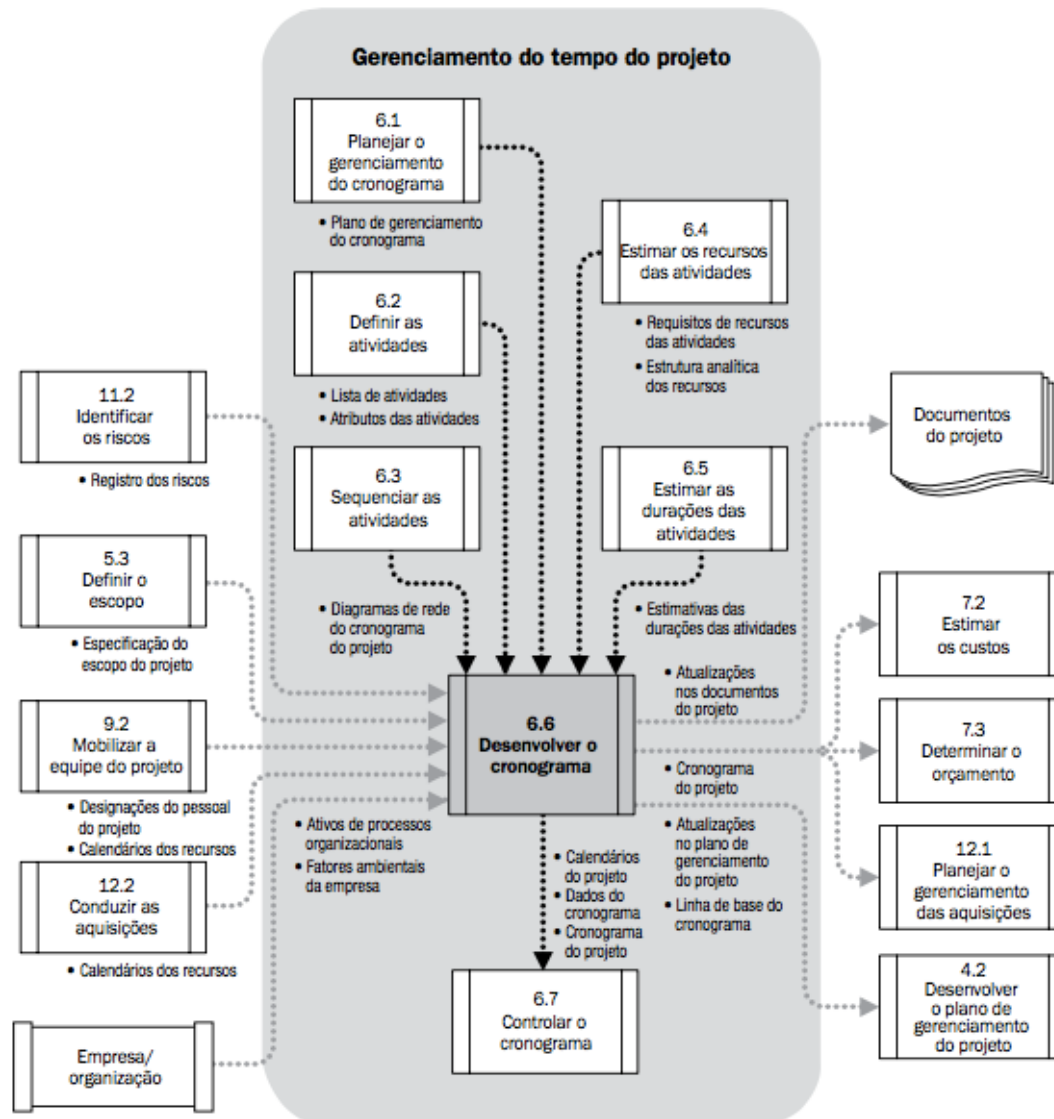 Gerenciamento do tempo do projeto
6.1
Planejar o
gerenciamento
do cronograma
• Plano de gerenciamento
do cronograma
6.4
Estimar os recursos
das atividades
• Requisitos de recursos
das atividades
• Estrutura analítica
dos recursos
6.2
Definir as
atividades
• Lista de atividades
• Atributos das atividades
11.2
Identificar
os riscos
• Registro dos riscos
Documentos
do projeto
6.3
Sequenciar as
atividades
• Diagramas de rede
do cronograma
do projeto
6.5
Estimar as
durações das
atividades
• Estimativas das
durações das atividades
5.3
Definir o
escopo
• Especificação do
escopo do projeto
7.2
Estimar
os custos
• Atualizações
nos documentos
do projeto
6.6
Desenvolver o
cronograma
9.2
Mobilizar a
equipe do projeto
• Designações do pessoal
do projeto
• Calendários dos recursos
7.3
Determinar o
orçamento
• Cronograma
do projeto
• Ativos de processos
organizacionais
• Fatores ambientais
da empresa
• Atualizações
no plano de
gerenciamento
do projeto
• Linha de base do
cronograma
12.1
Planejar o
gerenciamento
das aquisições
• Calendários
do projeto
• Dados do
cronograma
• Cronograma
do projeto
12.2
Conduzir as
aquisições
• Calendários dos recursos
6.7
Controlar o
cronograma
4.2
Desenvolver
o plano de
gerenciamento
do projeto
Empresa/
organização